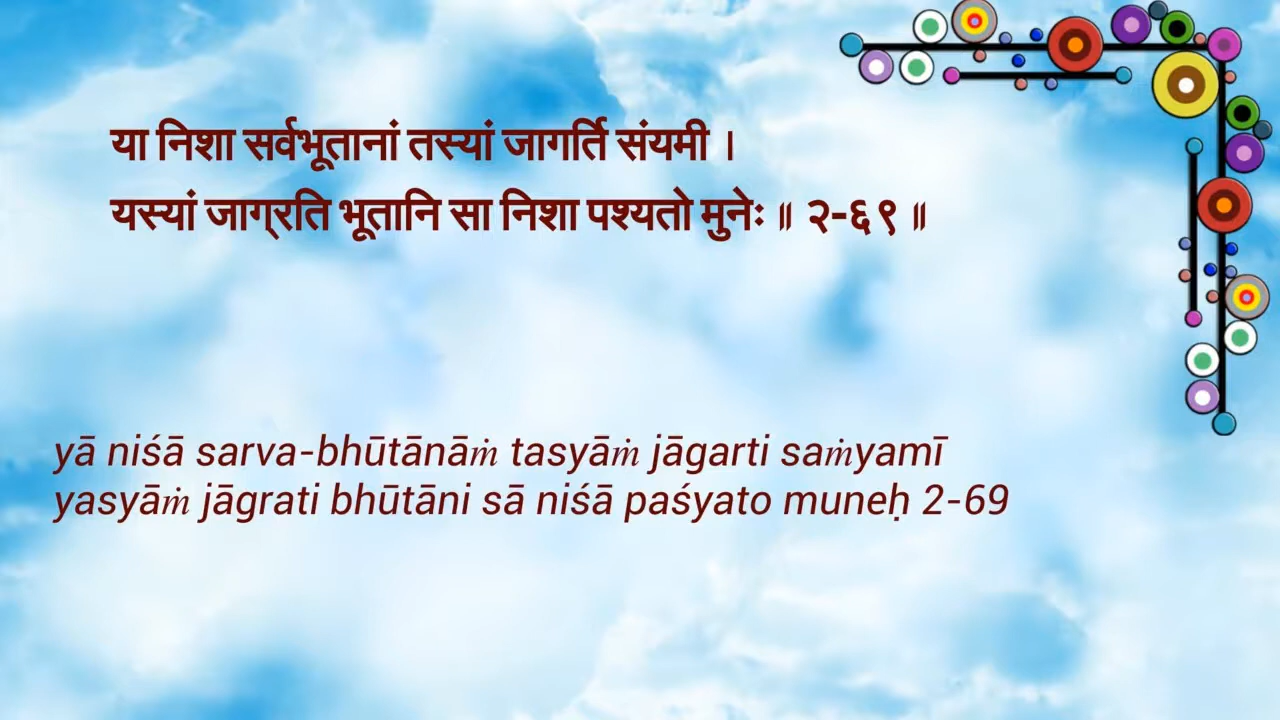 या निशा सर्वभूतानां तस्यां जागर्ति संयमी ।
यस्यां जाग्रति भूतानि सा निशा पश्यतो मुनेः ॥ २-६९ ॥
yā niśā sarva-bhūtānāṁ tasyāṁ jāgarti saṁyamī
yasyāṁ jāgrati bhūtāni sā niśā paśyato muneḥ 2-69